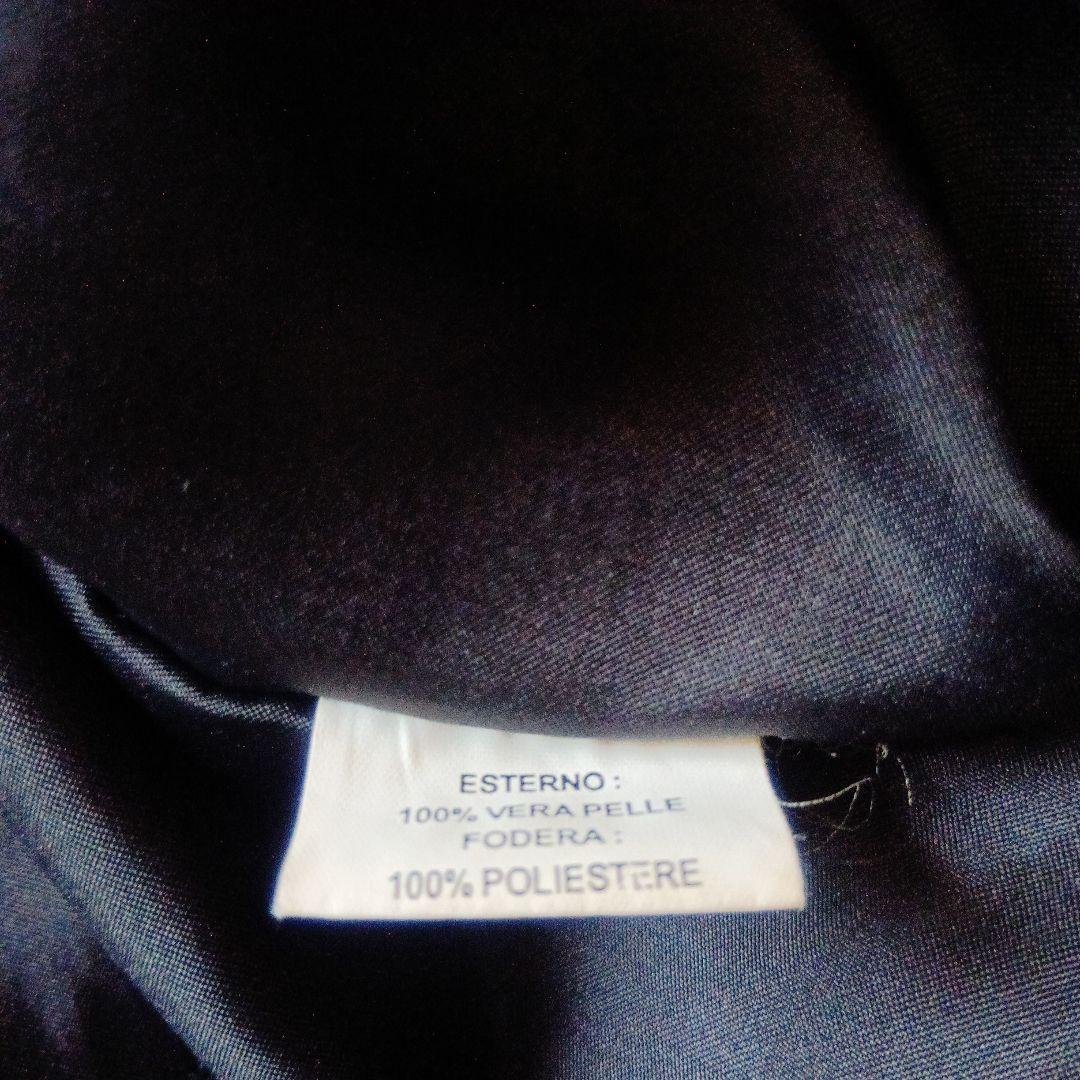 ESTERNO :
100% VERA PELLE
FODERA :
100% POLIESTERE